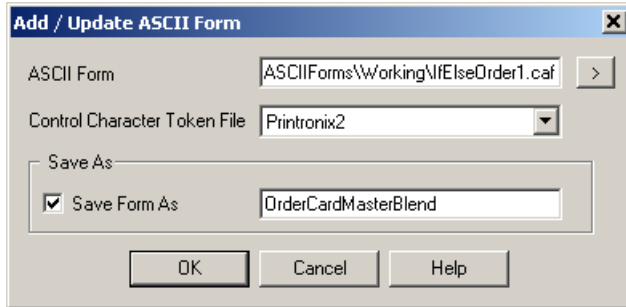 Add / Update ASCII Form
ASCII Form ASCIIForms\Working\IfElseOrder1.caf >
Control Character Token File Printronix2
Save As
Save Form As OrderCardMasterBlend
OK Cancel Help